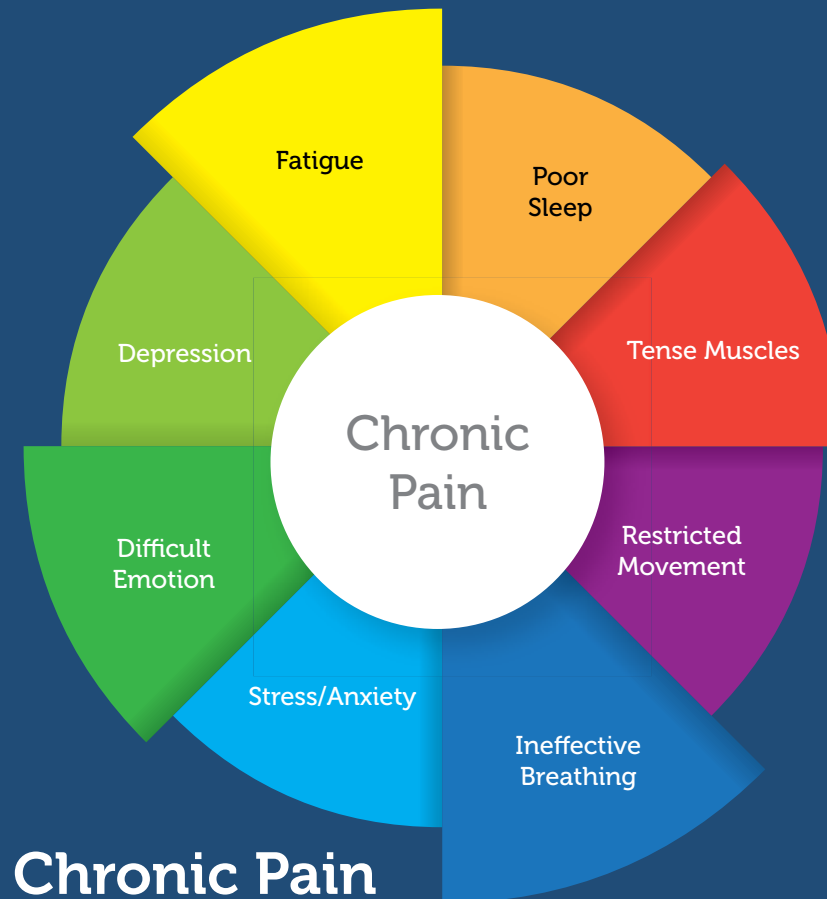 Fatigue
Poor
Sleep
Depression
Tense Muscles
Chronic
Pain
Difficult
Emotion
Restricted
Movement
Stress/Anxiety
Ineffective
Breathing
Chronic Pain